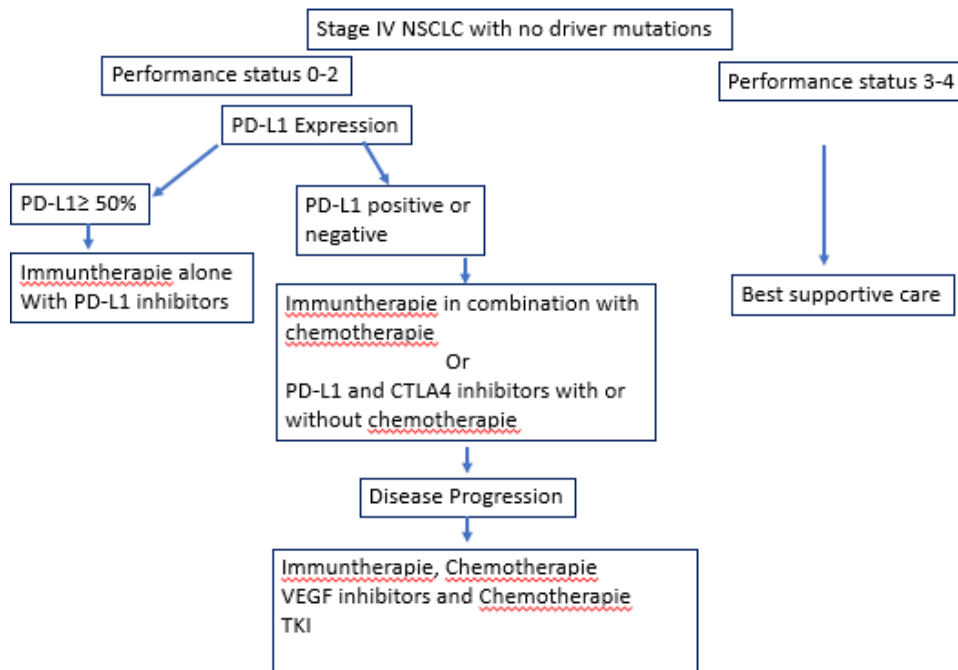 Stage IV NSCLC with no driver mutations
Performance status 0-2
Performance status 3-4
PD-L1 Expression
PD-L1≥ 50%
PD-L1 positive or
negative
Immuntherapie alone
With PD-L1 inhibitors
Immuntherapie in combination with
chemotherapie
Or
PD-L1 and CTLA4 inhibitors with or
without chemotherapie
Best supportive care
Disease Progression
Immuntherapie, Chemotherapie
VEGF inhibitors and Chemotherapie
TKI